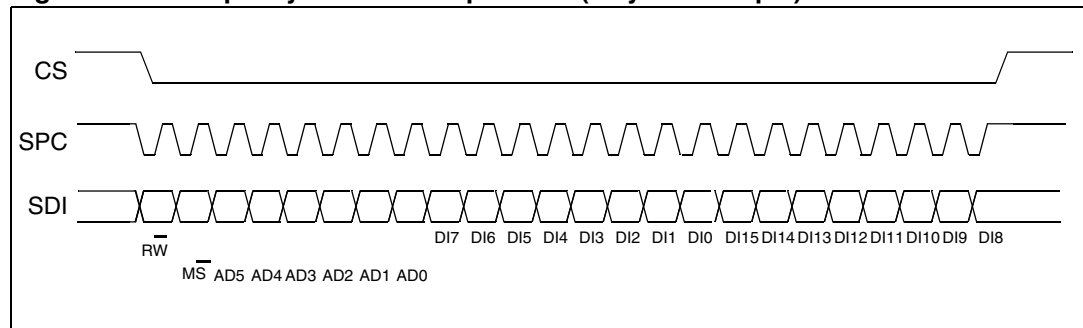 CS
SPC
SDI
DI7 DI6 DI5 DI4 DI3 DI2 DI1 DI0 DI15 DI14 DI13 DI12 DI11 DI10 DI9 DI8
RW
MS AD5 AD4 AD3 AD2 AD1 AD0